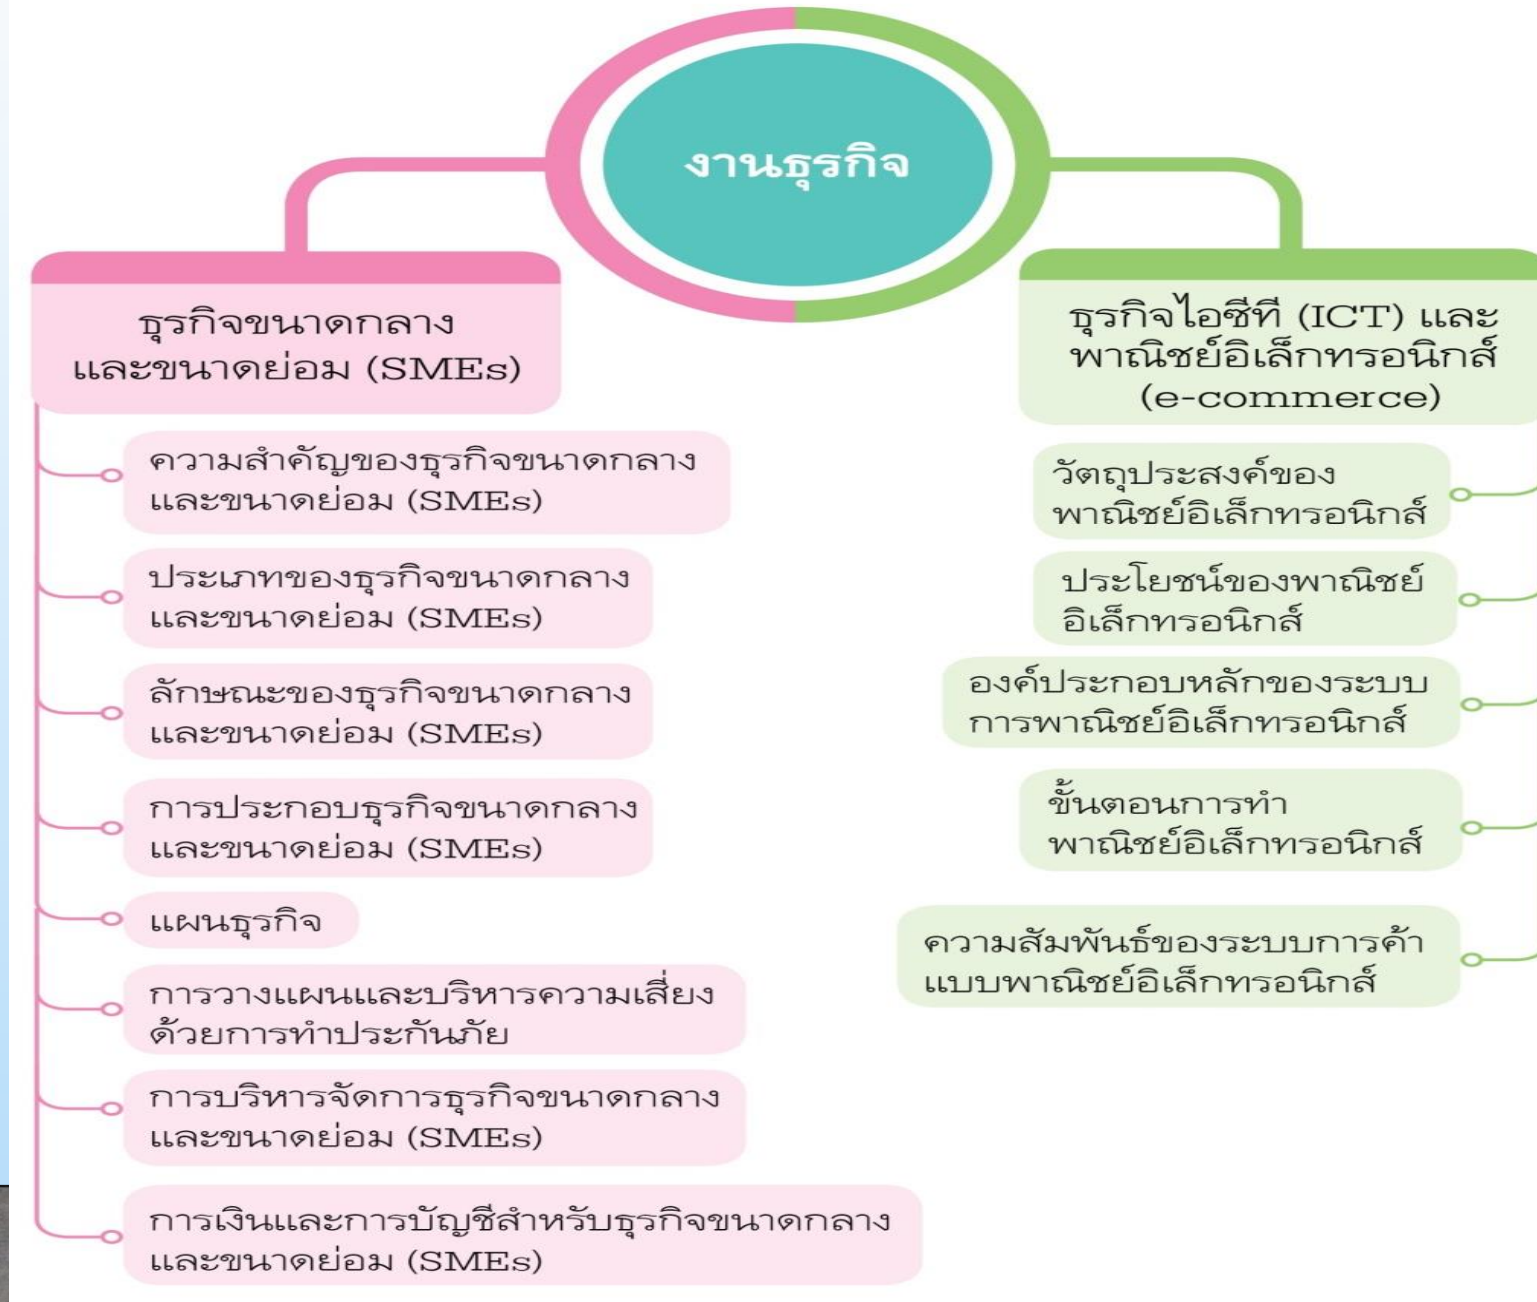 งานธุรกิจ
ธุรกิจขนาดกลาง
และขนาดย่อม (SMEs)
ความสำคัญของธุรกิจขนาดกลาง
และขนาดย่อม (SMEs)
ประเภทของธุรกิจขนาดกลาง
และขนาดย่อม (SMEs)
ลักษณะของธุรกิจขนาดกลาง
และขนาดย่อม (SMEs)
การประกอบธุรกิจขนาดกลาง
และขนาดย่อม (SMEs)
แผนธุรกิจ
การวางแผนและบริหารความเสี่ยง
ด้วยการทำประกันภัย
การบริหารจัดการธุรกิจขนาดกลาง
และขนาดย่อม (SMEs)
การเงินและการบัญชีสำหรับธุรกิจขนาดกลาง
และขนาดย่อม (SMEs)
ธุรกิจไอซีที (ICT) และ
พาณิชย์อิเล็กทรอนิกส์
(e-commerce)
วัตถุประสงค์ของ
พาณิชย์อิเล็กทรอนิกส์
ประโยชน์ของพาณิชย์
อิเล็กทรอนิกส์
องค์ประกอบหลักของระบบ
การพาณิชย์อิเล็กทรอนิกส์
ขั้นตอนการทำ
พาณิชย์อิเล็กทรอนิกส์
ความสัมพันธ์ของระบบการค้า
แบบพาณิชย์อิเล็กทรอนิกส์